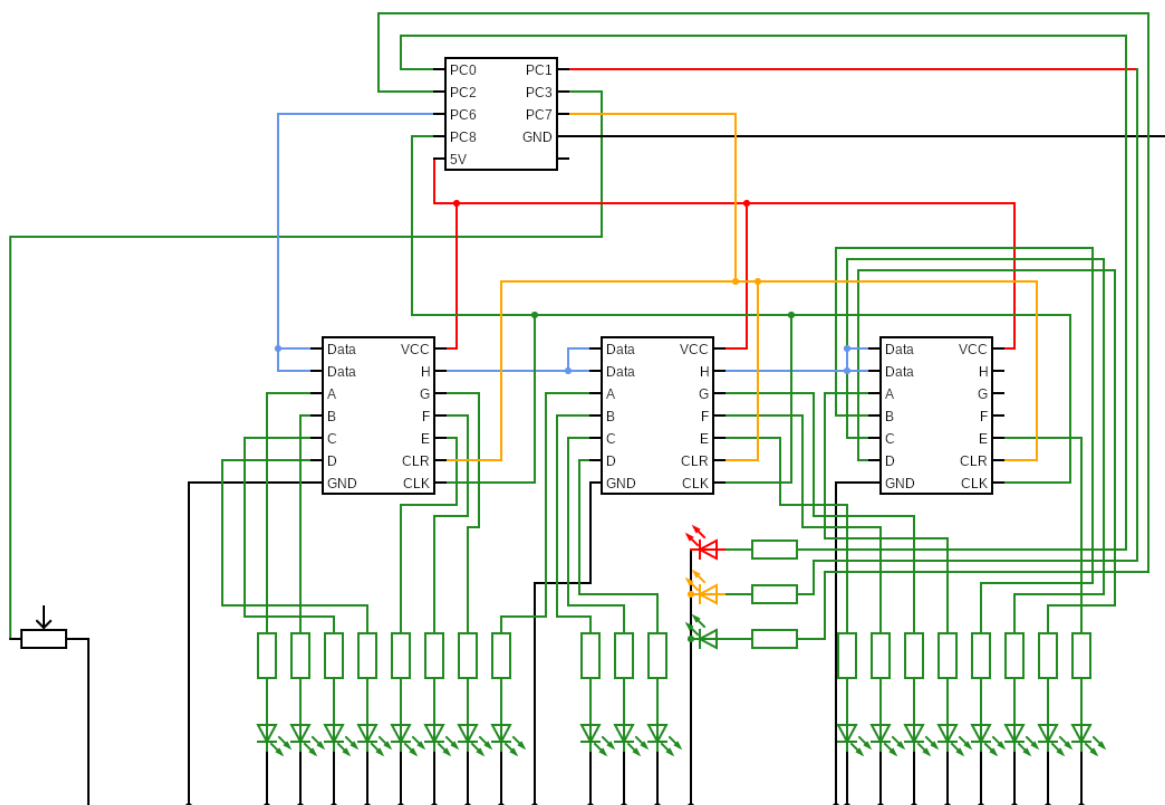 PC0 PC1
PC2 PC3
PC6 PC7
PC8 GND
5V
Data VCC
Data H
A G
B F
C E
D CLR
GND CLK
Data VCC
Data H
A G
B F
C E
D CLR
GND CLK
Data VCC
Data H
A G
B F
C E
D CLR
GND CLK